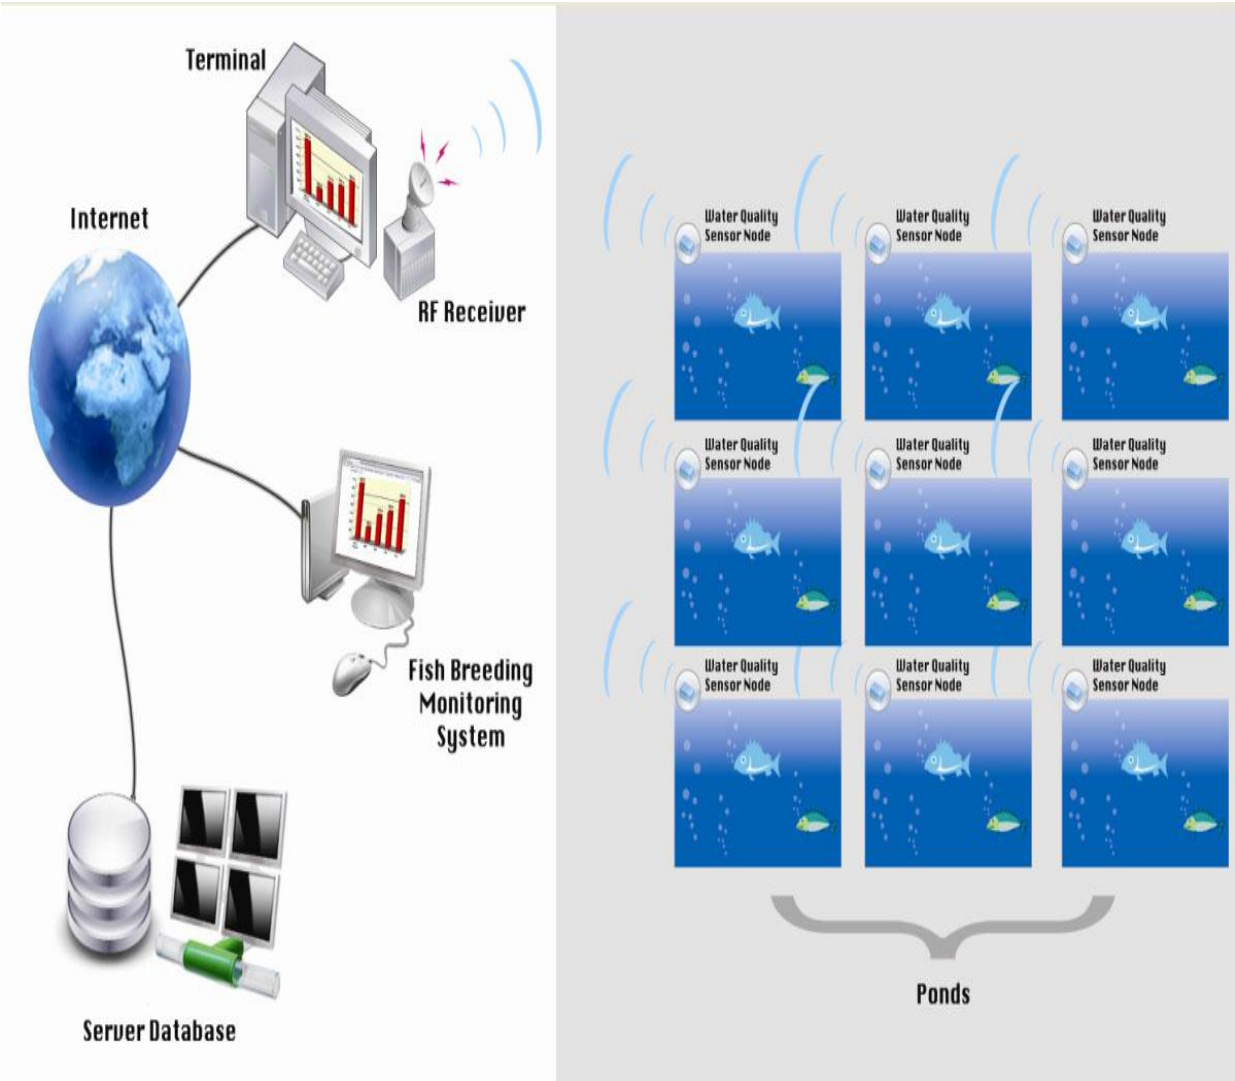 Terminal
Internet
RF Receiver
Fish Breeding
Monitoring
System
Server Database
Water Quality
Sensor Node
Water Quality
Sensor Node
Water Quality
Sensor Node
Water Quality
Sensor Node
Water Quality
Sensor Node
Water Quality
Sensor Node
Water Quality
Sensor Node
Water Quality
Sensor Node
Water Quality
Sensor Node
Ponds